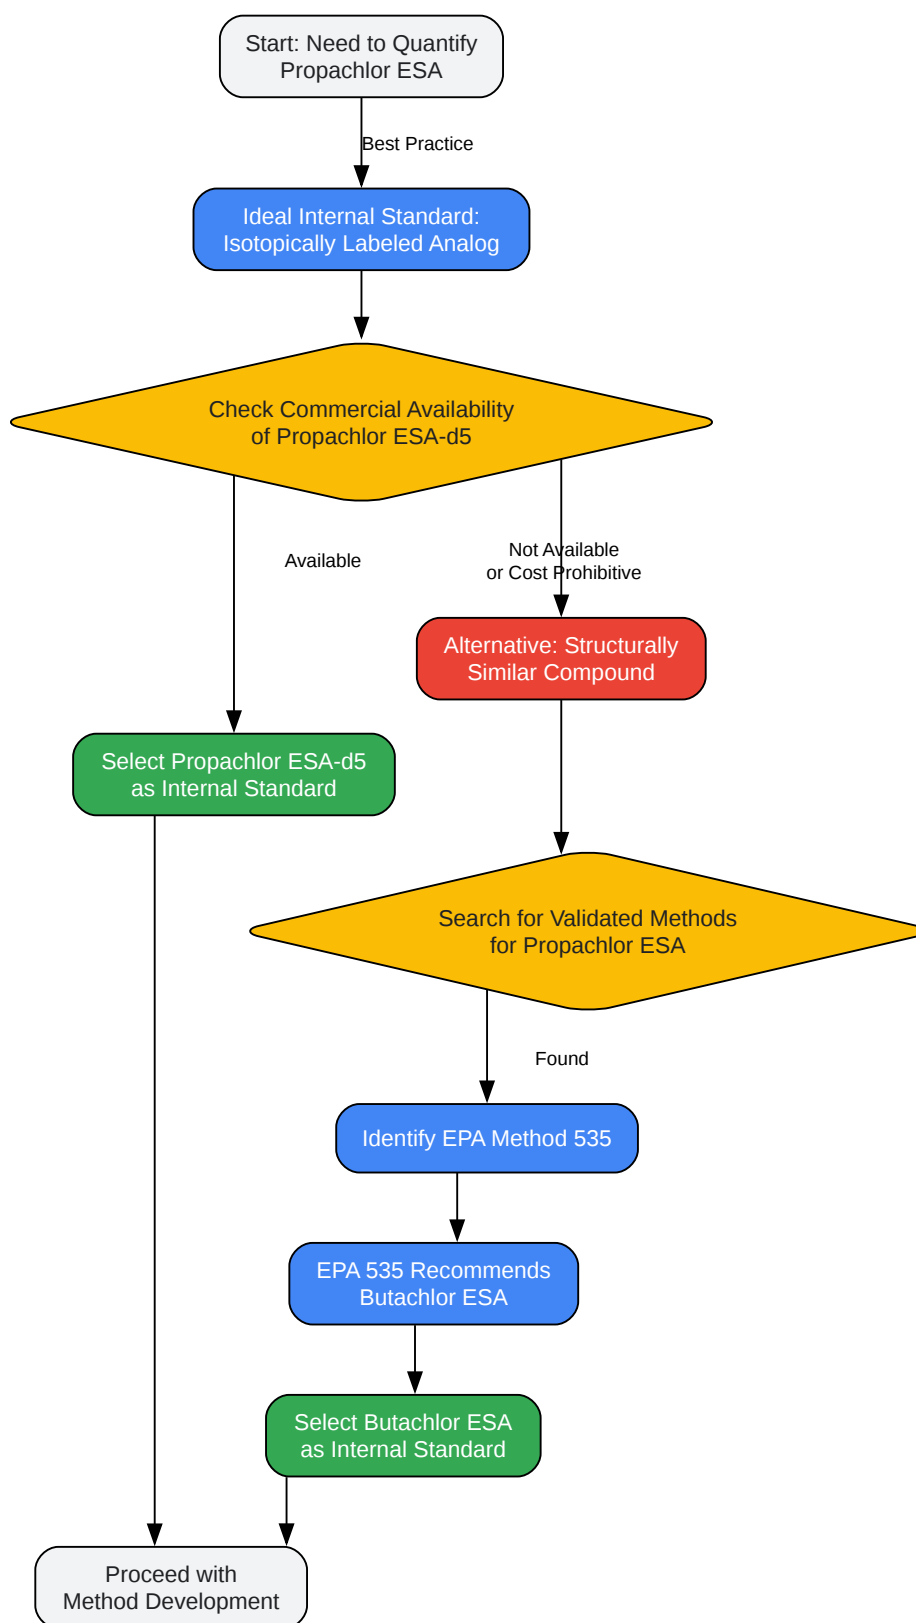 Start: Need to Quantify
Propachlor ESA
Best Practice
Ideal Internal Standard:
Isotopically Labeled Analog
Check Commercial Availability
of Propachlor ESA-d5
Available
Not Available
or Cost Prohibitive
Alternative: Structurally
Similar Compound
Select Propachlor ESA-d5
as Internal Standard
Search for Validated Methods
for Propachlor ESA
Found
Identify EPA Method 535
EPA 535 Recommends
Butachlor ESA
Select Butachlor ESA
as Internal Standard
Proceed with
Method Development